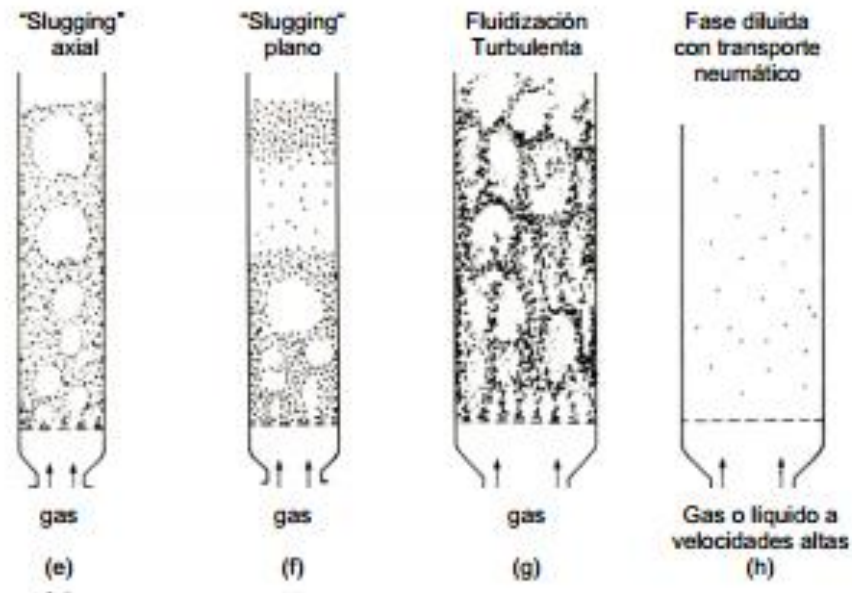 "Slugging"
axial
"Slugging"
plano
Fluidización
Turbulenta
Fase diluida
con transporte
neumático
gas
gas
gas
Gas o líquido a
velocidades altas
(e)
(f)
(g)
(h)